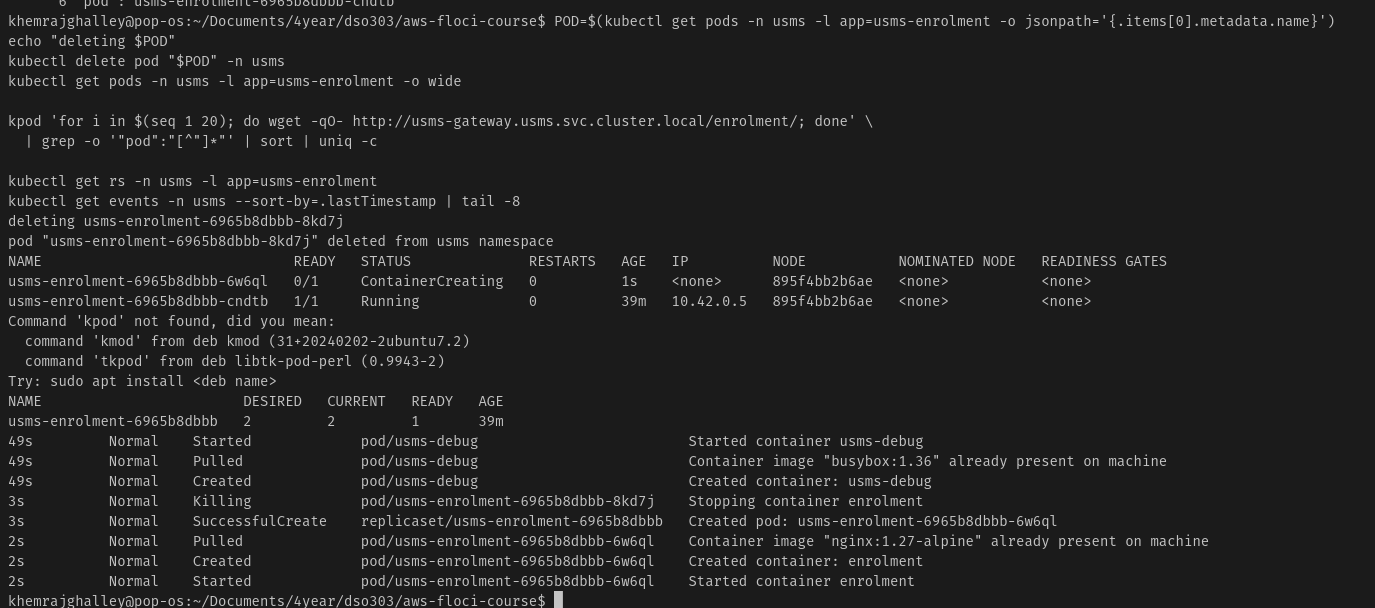 6 "pod":"usms-enrolment-6965b8dbbb-cndtb"
khemrajghalley@pop-os:~/Documents/4year/dso303/aws-floci-course$ POD=$(kubectl get pods -n usms -l app=usms-enrolment -o jsonpath='{.items[0].metadata.name}')
echo "deleting $POD"
kubectl delete pod "$POD" -n usms
kubectl get pods -n usms -l app=usms-enrolment -o wide

kpod 'for i in $(seq 1 20); do wget -qO- http://usms-gateway.usms.svc.cluster.local/enrolment/; done' \
  | grep -o '"pod":"[^"]*"' | sort | uniq -c

kubectl get rs -n usms -l app=usms-enrolment
kubectl get events -n usms --sort-by=.lastTimestamp | tail -8
deleting usms-enrolment-6965b8dbbb-8kd7j
pod "usms-enrolment-6965b8dbbb-8kd7j" deleted from usms namespace
NAME                              READY   STATUS              RESTARTS   AGE   IP          NODE           NOMINATED NODE   READINESS GATES
usms-enrolment-6965b8dbbb-6w6ql   0/1     ContainerCreating   0          1s    <none>      895f4bb2b6ae   <none>           <none>
usms-enrolment-6965b8dbbb-cndtb   1/1     Running             0          39m   10.42.0.5   895f4bb2b6ae   <none>           <none>
Command 'kpod' not found, did you mean:
  command 'kmod' from deb kmod (31+20240202-2ubuntu7.2)
  command 'tkpod' from deb libtk-pod-perl (0.9943-2)
Try: sudo apt install <deb name>
NAME                        DESIRED   CURRENT   READY   AGE
usms-enrolment-6965b8dbbb   2         2         1       39m
49s         Normal    Started             pod/usms-debug                         Started container usms-debug
49s         Normal    Pulled              pod/usms-debug                         Container image "busybox:1.36" already present on machine
49s         Normal    Created             pod/usms-debug                         Created container: usms-debug
3s          Normal    Killing             pod/usms-enrolment-6965b8dbbb-8kd7j    Stopping container enrolment
3s          Normal    SuccessfulCreate    replicaset/usms-enrolment-6965b8dbbb   Created pod: usms-enrolment-6965b8dbbb-6w6ql
2s          Normal    Pulled              pod/usms-enrolment-6965b8dbbb-6w6ql    Container image "nginx:1.27-alpine" already present on machine
2s          Normal    Created             pod/usms-enrolment-6965b8dbbb-6w6ql    Created container: enrolment
2s          Normal    Started             pod/usms-enrolment-6965b8dbbb-6w6ql    Started container enrolment
khemrajghalley@pop-os:~/Documents/4year/dso303/aws-floci-course$